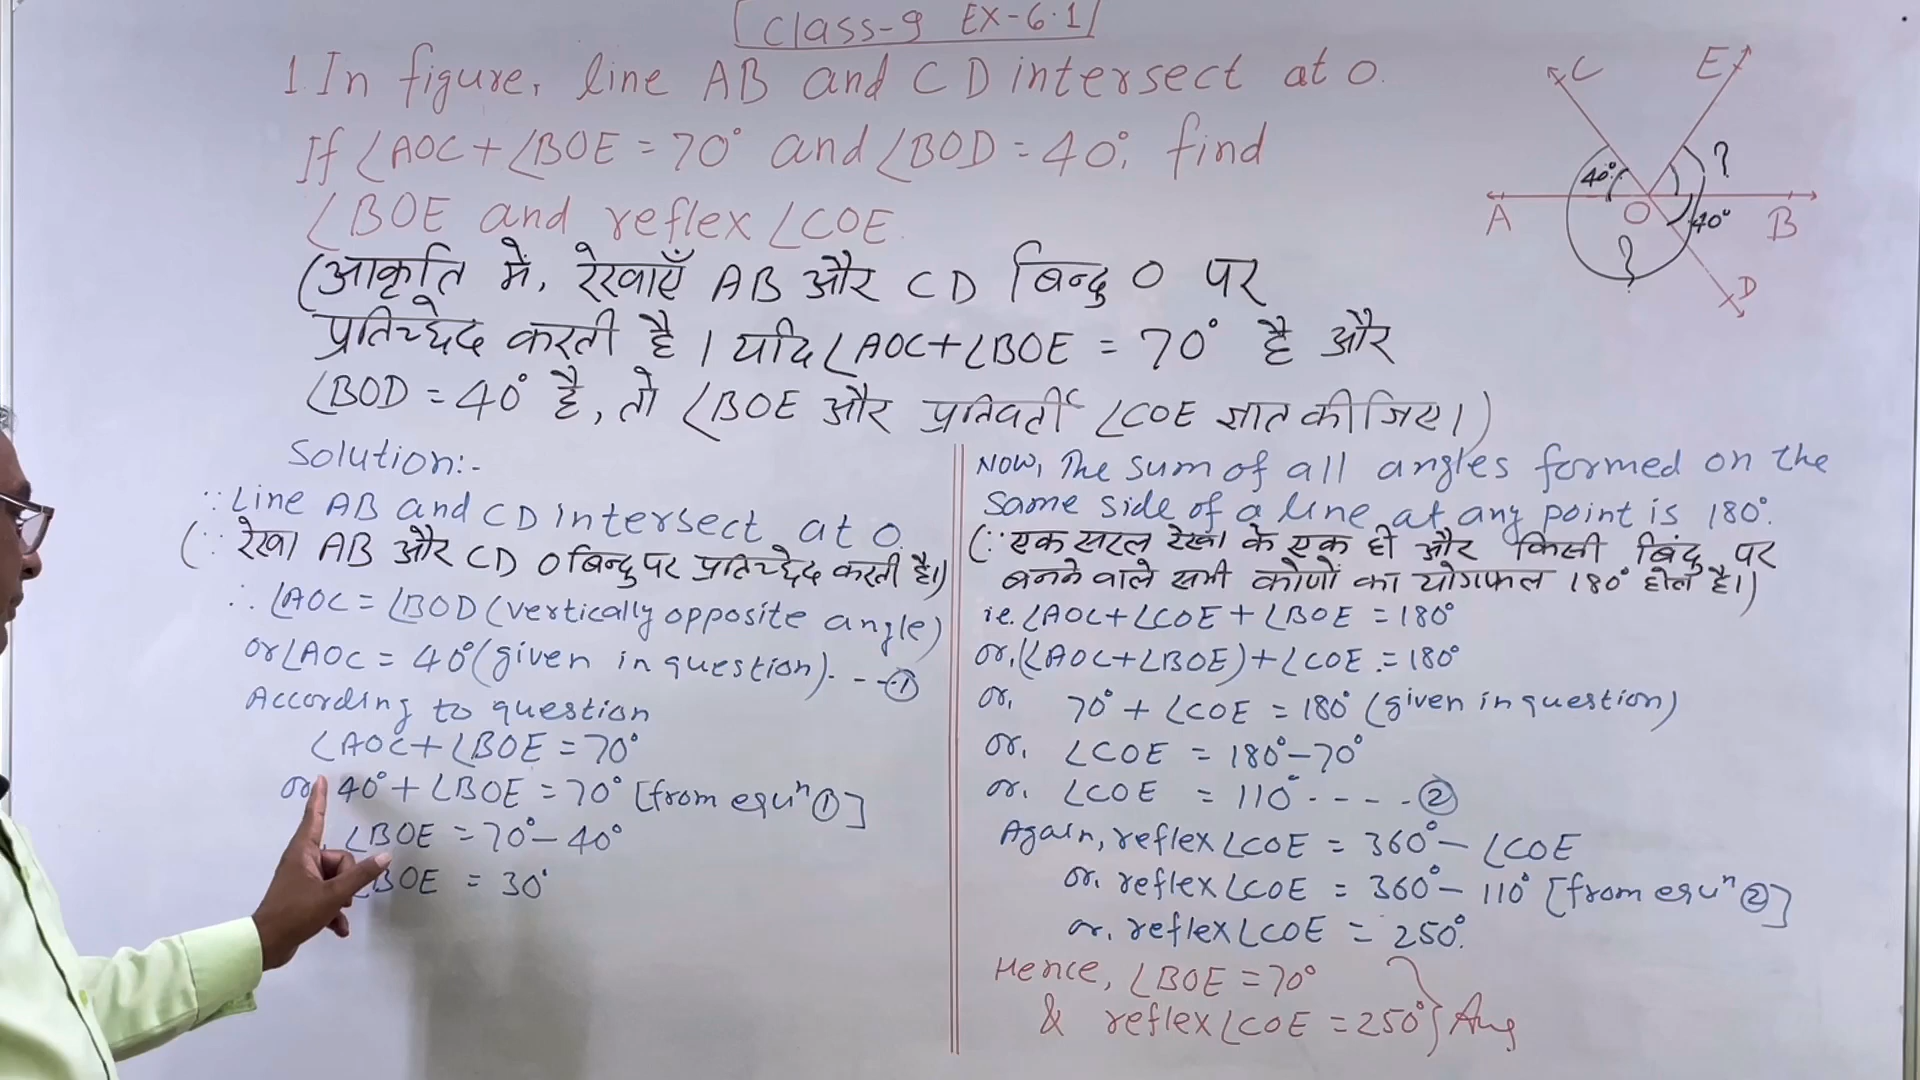 Class-9 EX-6.1
1. In figure, line AB and CD intersect at O.
If ∠AOC+∠BOE = 70° and ∠BOD = 40°, find
∠BOE and reflex ∠COE.
(आकृति में, रेखाएँ AB और CD बिन्दु O पर
प्रतिच्छेद करती है। यदि ∠AOC+∠BOE = 70° है और
∠BOD = 40° है, तो ∠BOE और प्रतिवर्ती ∠COE ज्ञात कीजिए।)
C
E
40°
?
A
O
40°
B
?
D
Solution:-
∵ Line AB and CD intersect at O.
(∵ रेखा AB और CD O बिन्दु पर प्रतिच्छेद करती है।)
∴ ∠AOC = ∠BOD (vertically opposite angle)
or ∠AOC = 40° (given in question). - - ①
According to question
∠AOC+∠BOE = 70°
or, 40° + ∠BOE = 70° [from equⁿ ①]
∠BOE = 70° – 40°
∠BOE = 30°
Now, The sum of all angles formed on the
same side of a line at any point is 180°.
(∵ एक सरल रेखा के एक ही और किसी बिंदु पर
बनने वाले सभी कोणों का योगफल 180° होता है।)
i.e. ∠AOC+∠COE + ∠BOE = 180°
or, (∠AOC+∠BOE)+∠COE = 180°
or, 70° + ∠COE = 180° (given in question)
or, ∠COE = 180° – 70°
or, ∠COE = 110° - - - - ②
Again, reflex ∠COE = 360° – ∠COE
or, reflex ∠COE = 360° – 110° [from equⁿ ②]
or, reflex ∠COE = 250°.
Hence, ∠BOE = 70°
& reflex ∠COE = 250° } Ans